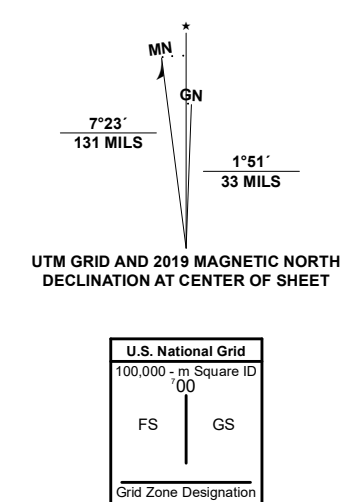 ★
MN
GN
7°23´
131 MILS
1°51´
33 MILS
UTM GRID AND 2019 MAGNETIC NORTH
DECLINATION AT CENTER OF SHEET
U.S. National Grid
100,000 - m Square ID
⁷00
FS GS
Grid Zone Designation